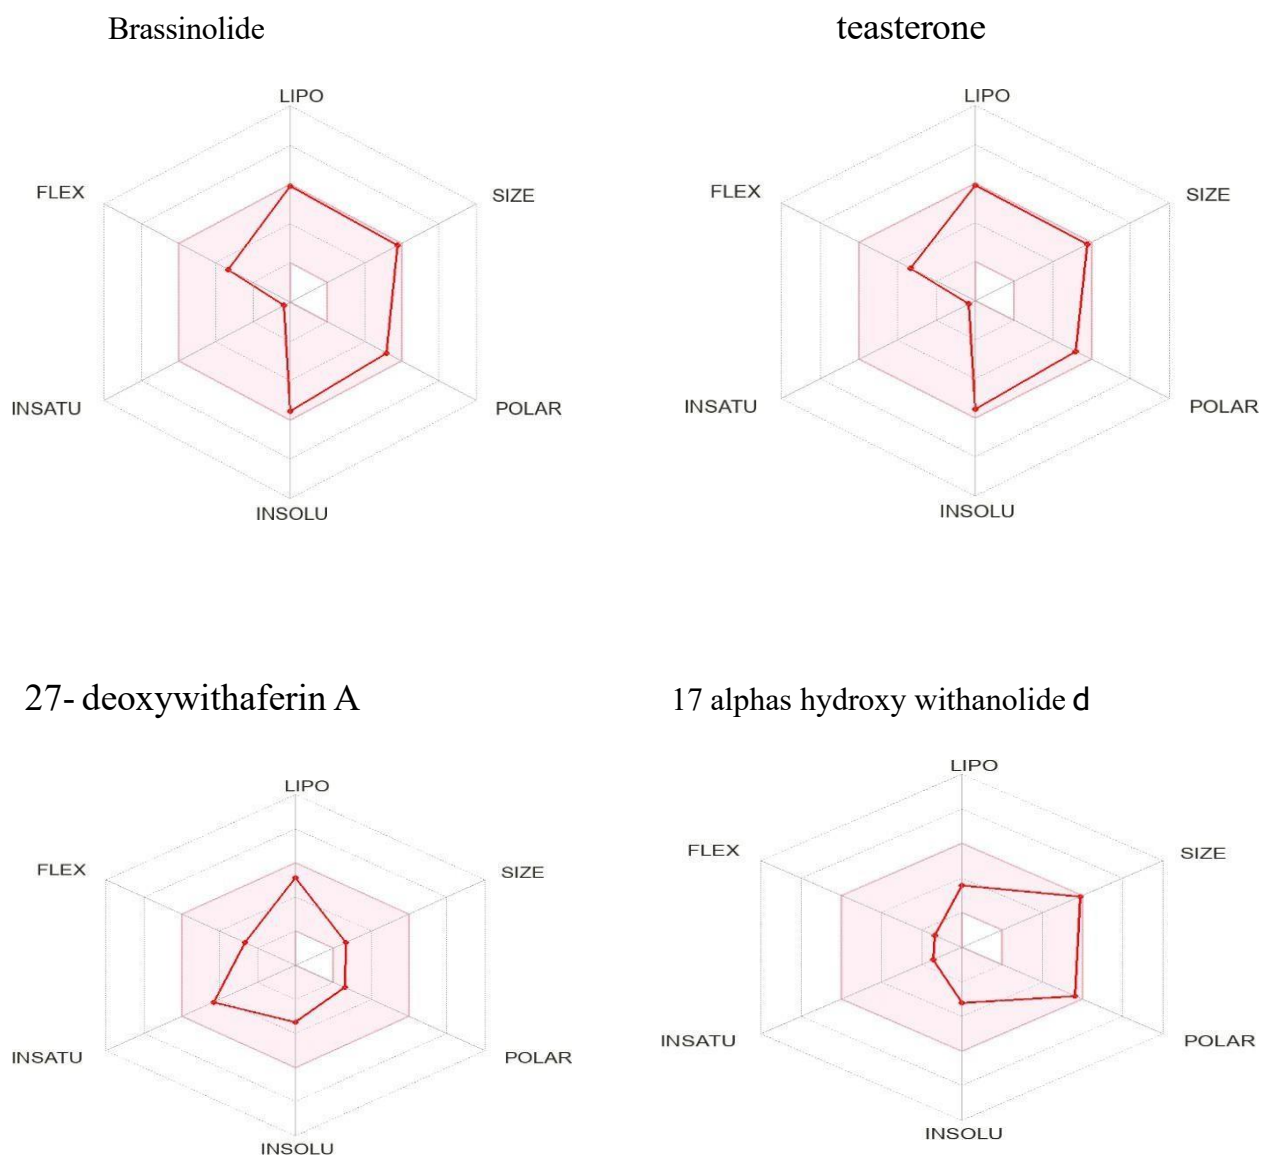 Brassinolide
LIPO
SIZE
FLEX
INSATU
POLAR
INSOLU
teasterone
LIPO
SIZE
FLEX
INSATU
POLAR
INSOLU
27- deoxywithaferin A
LIPO
FLEX
SIZE
INSATU
POLAR
INSOLU
17 alphas hydroxy withanolide d
LIPO
FLEX
SIZE
INSATU
POLAR
INSOLU